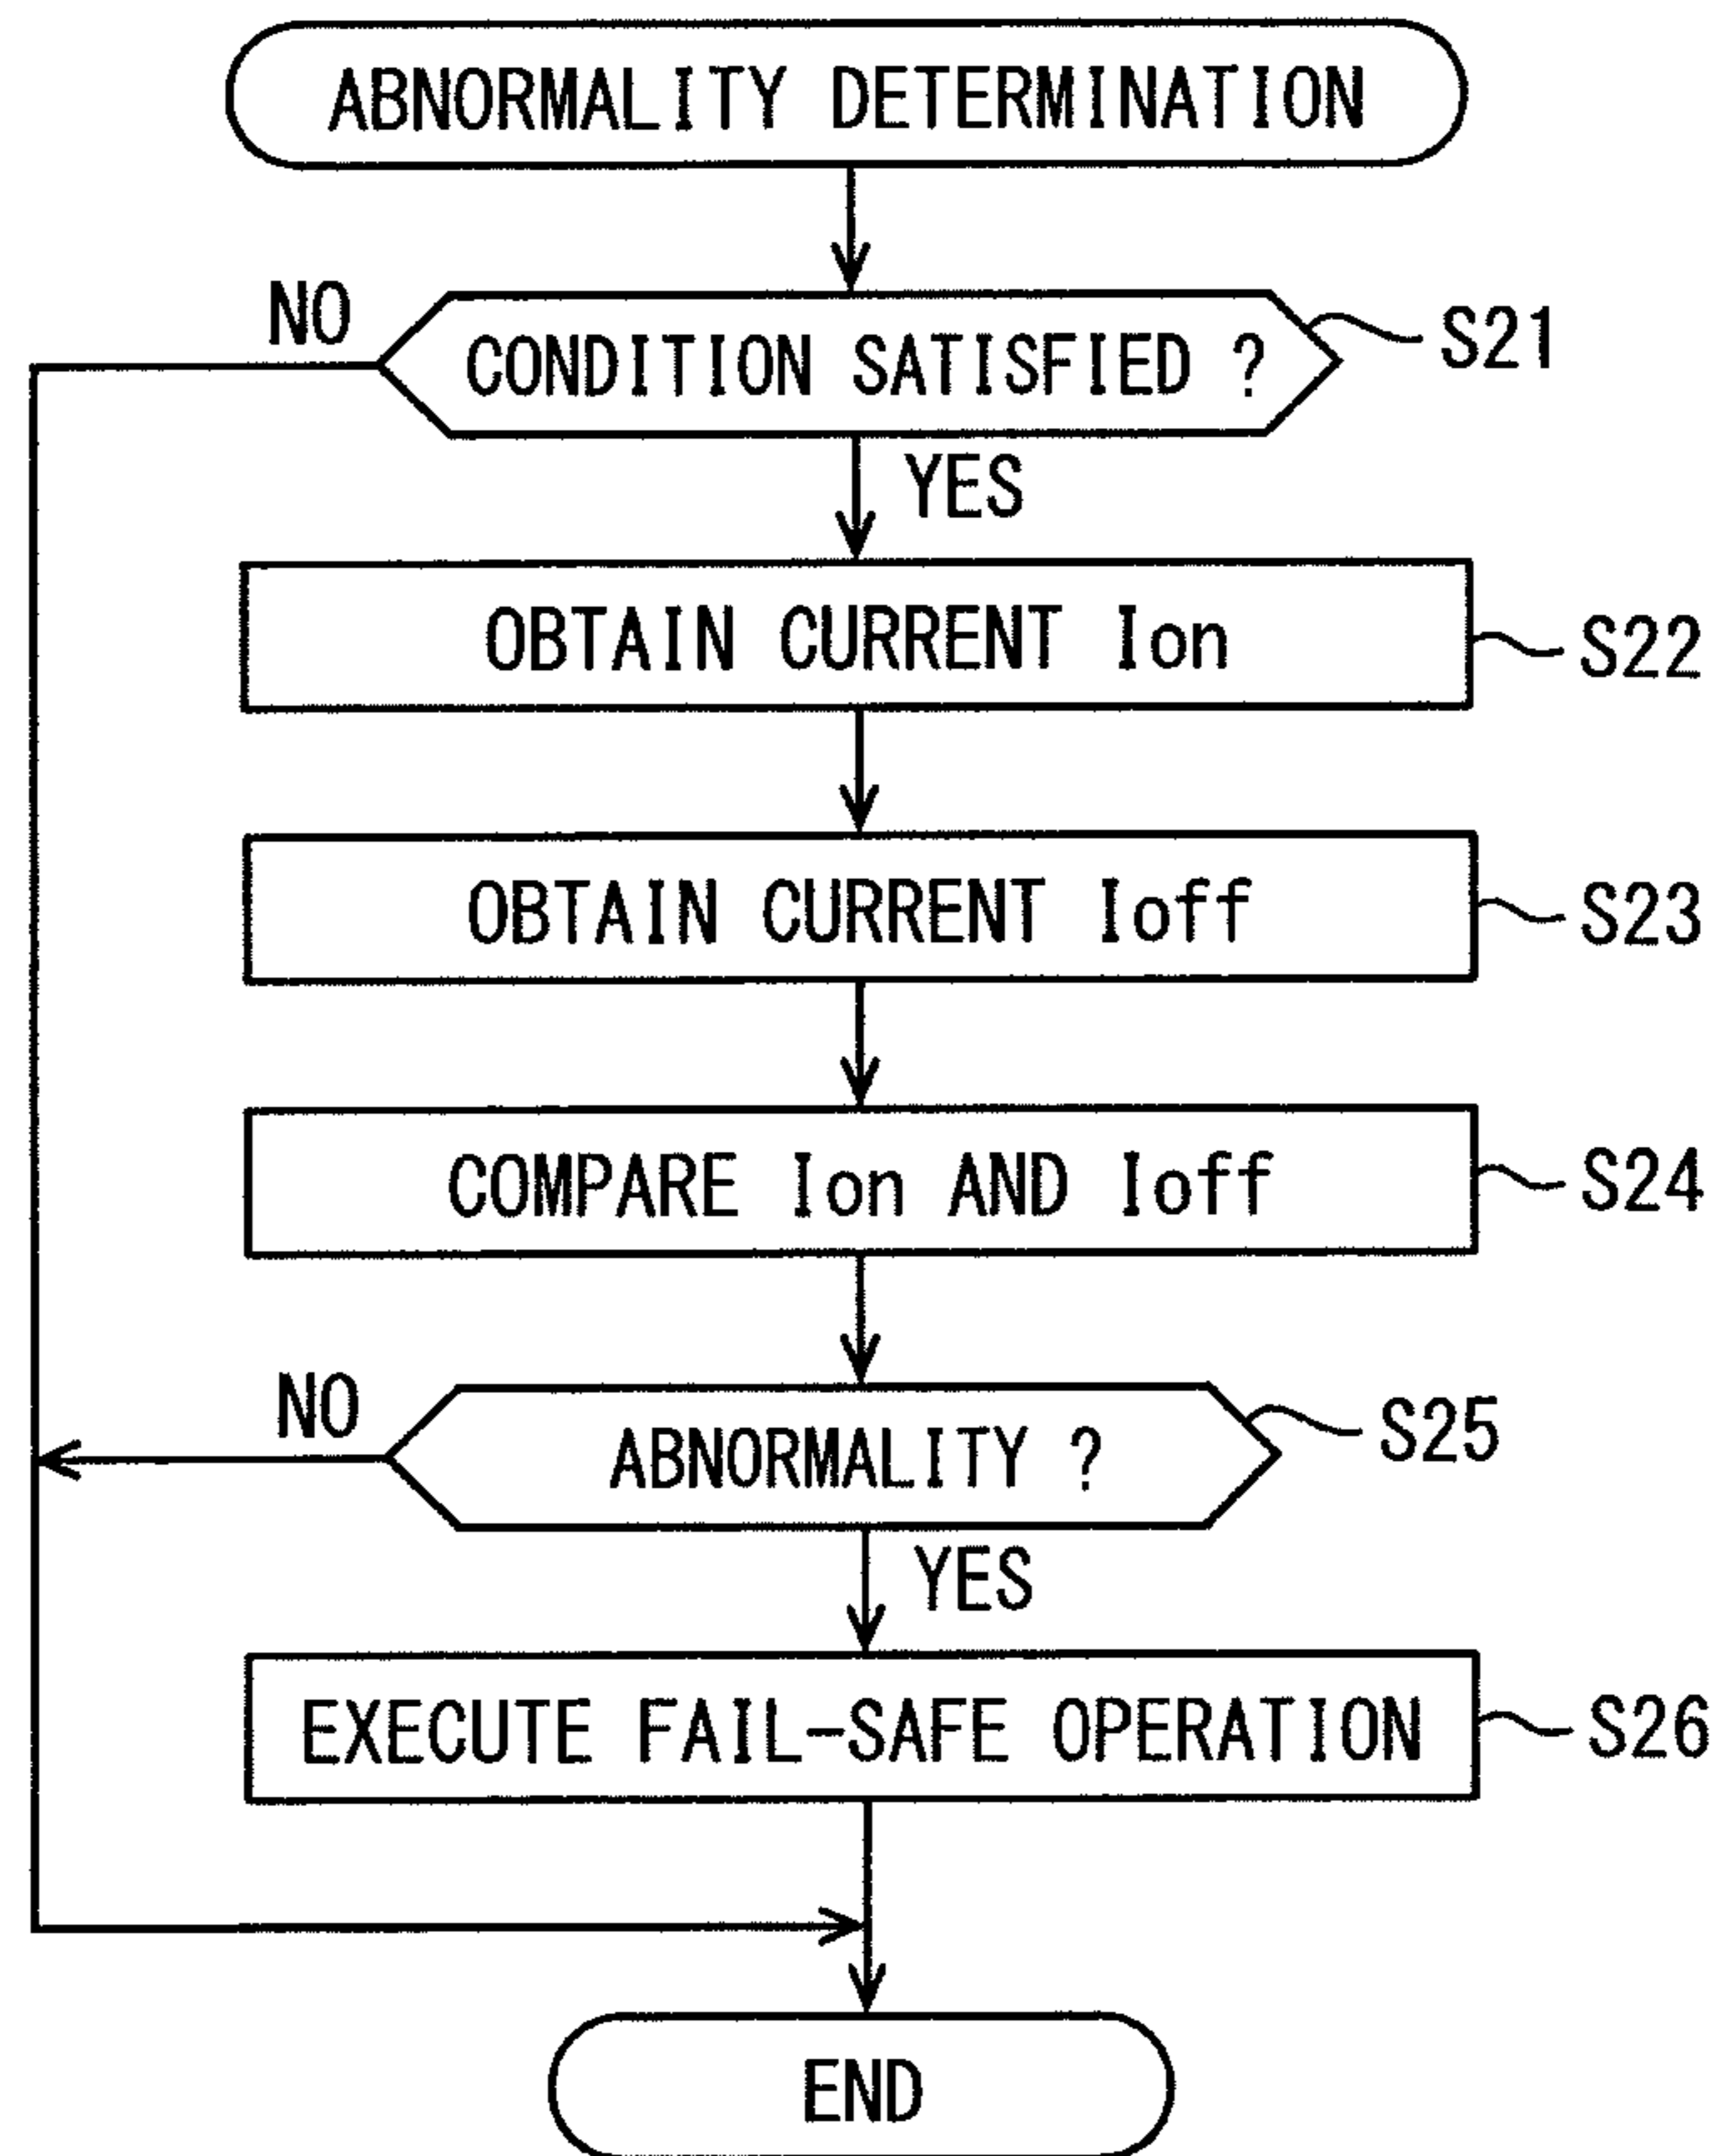 ABNORMALITY DETERMINATION
NO
CONDITION SATISFIED ?
S21
YES
OBTAIN CURRENT Ion
S22
OBTAIN CURRENT Ioff
S23
COMPARE Ion AND Ioff
S24
NO
ABNORMALITY ?
S25
YES
EXECUTE FAIL-SAFE OPERATION
S26
END